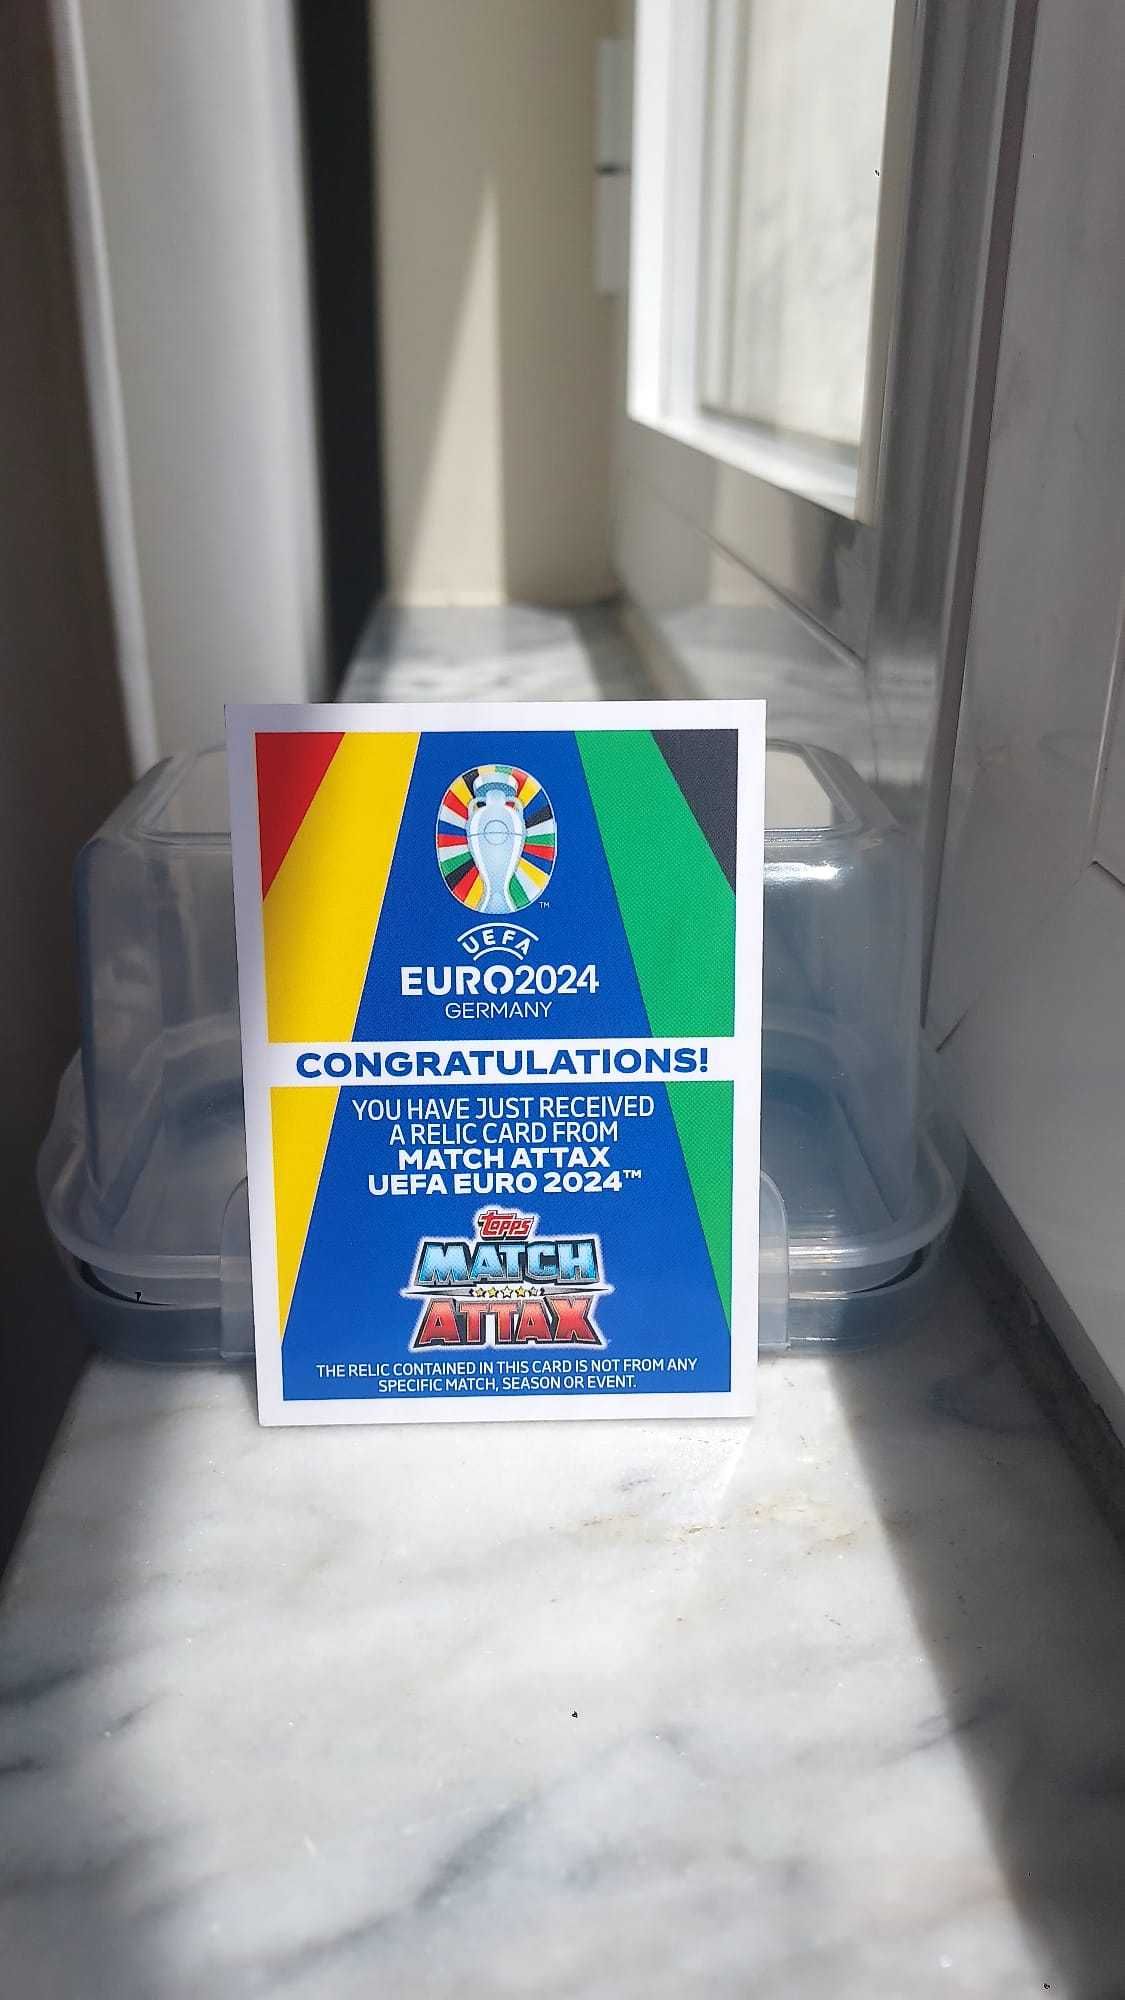 TM
UEFA
EURO2024
GERMANY
CONGRATULATIONS!
YOU HAVE JUST RECEIVED
A RELIC CARD FROM
MATCH ATTAX
UEFA EURO 2024™
Topps
MATCH
ATTAX
THE RELIC CONTAINED IN THIS CARD IS NOT FROM ANY
SPECIFIC MATCH, SEASON OR EVENT.